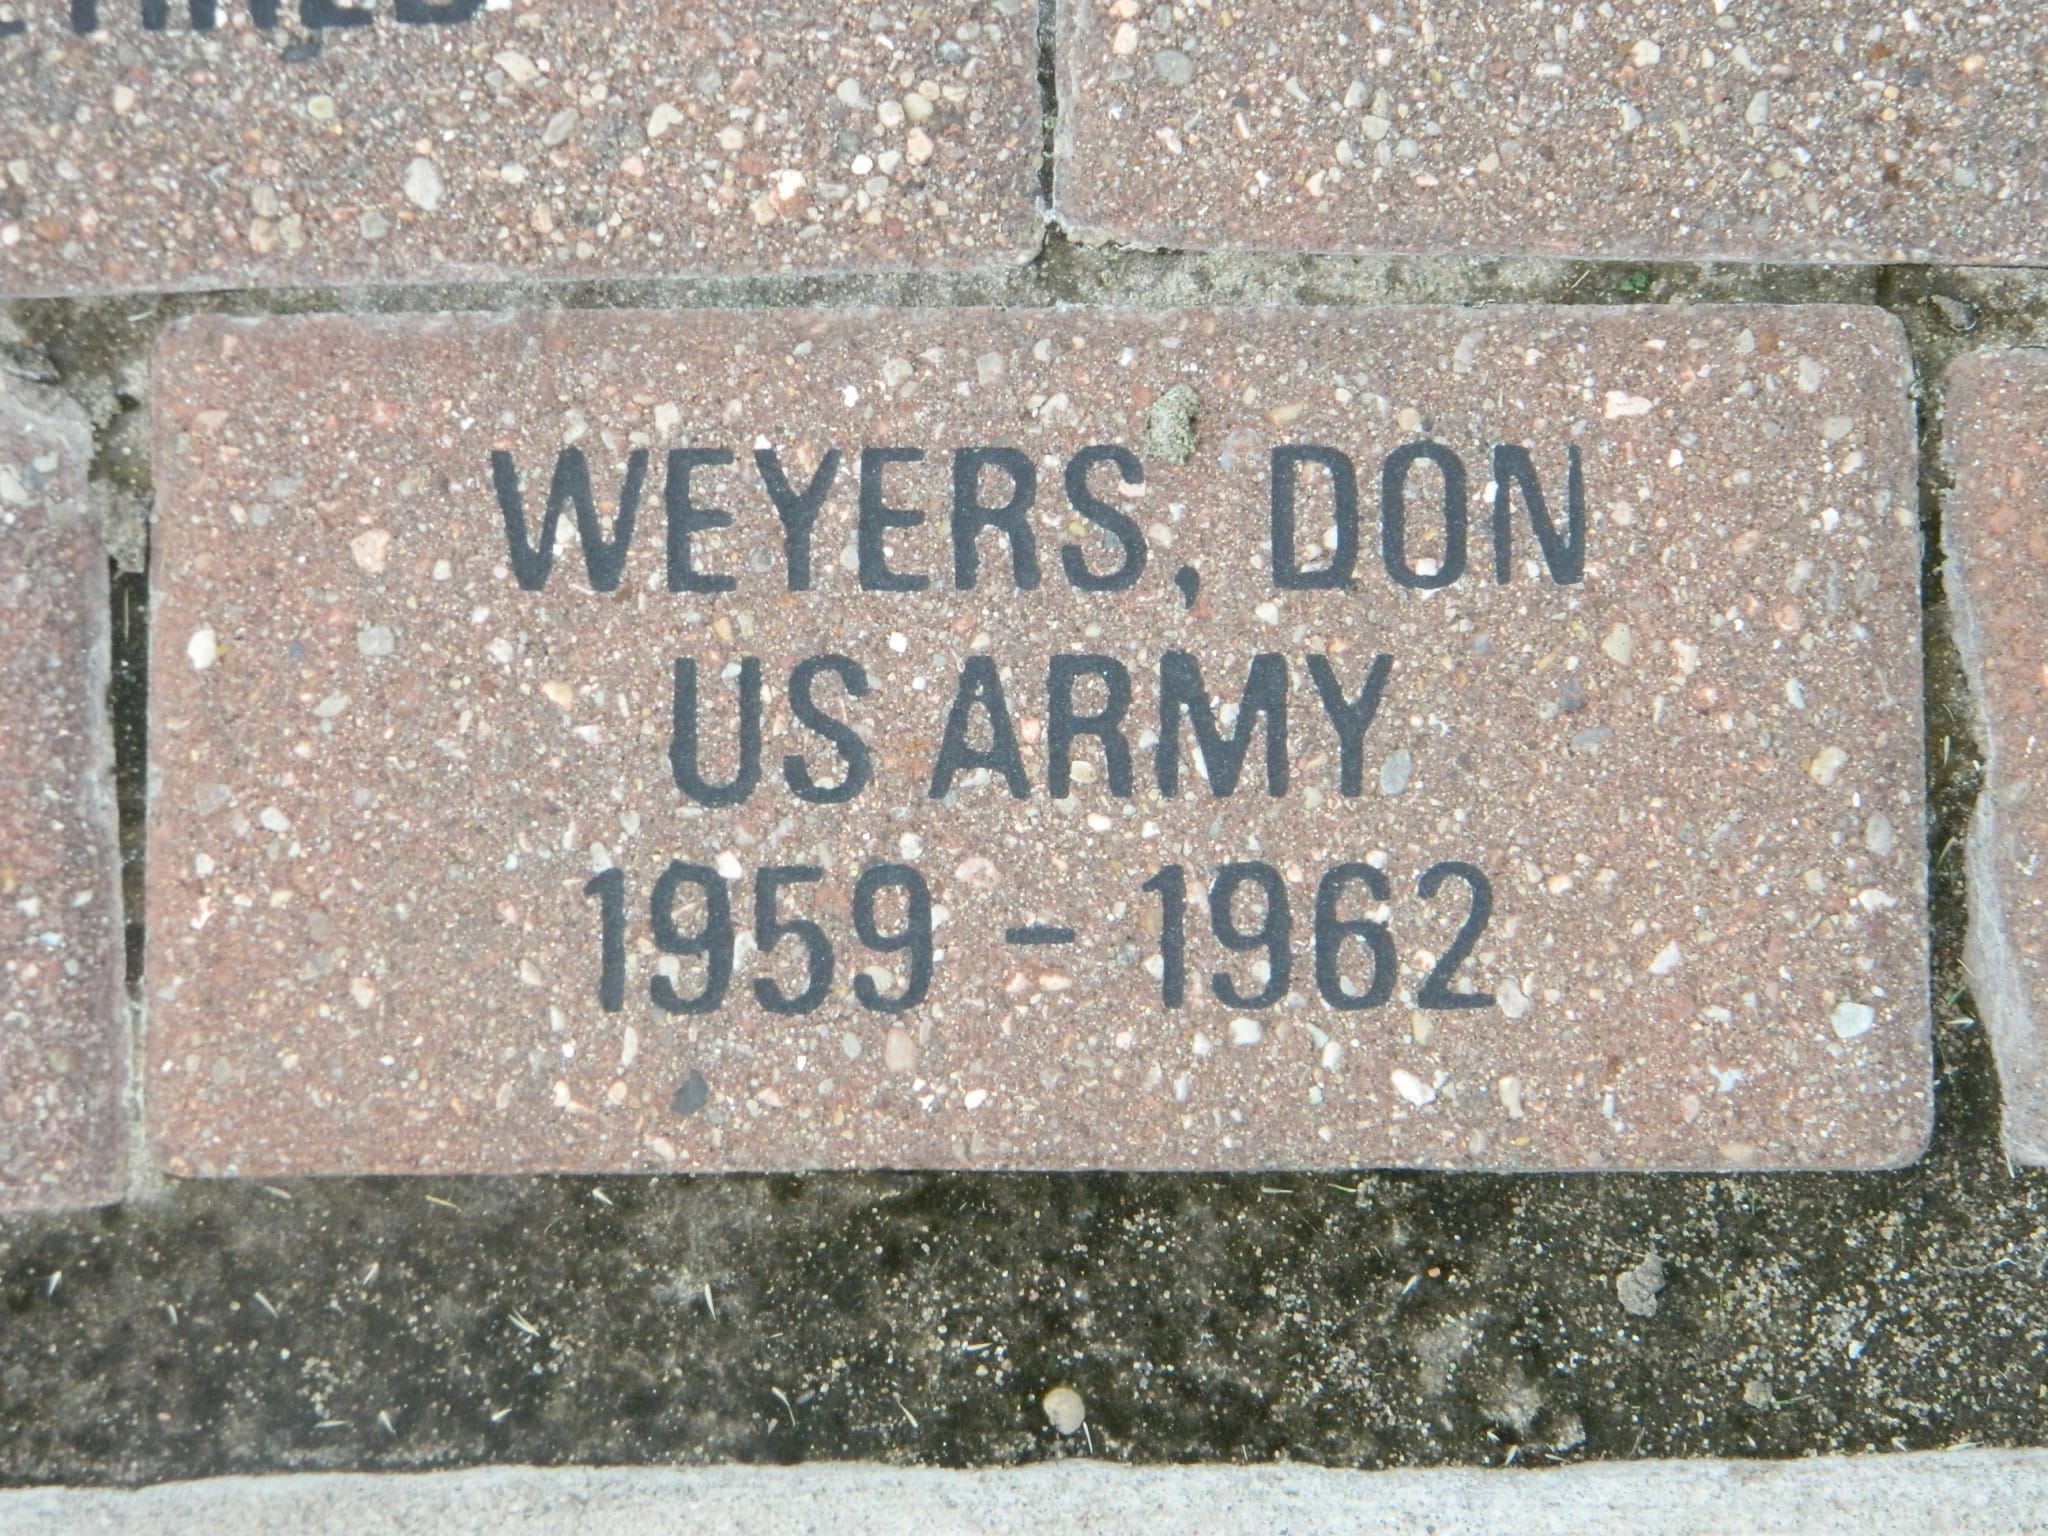 WEYERS, DON
US ARMY
1959 - 1962